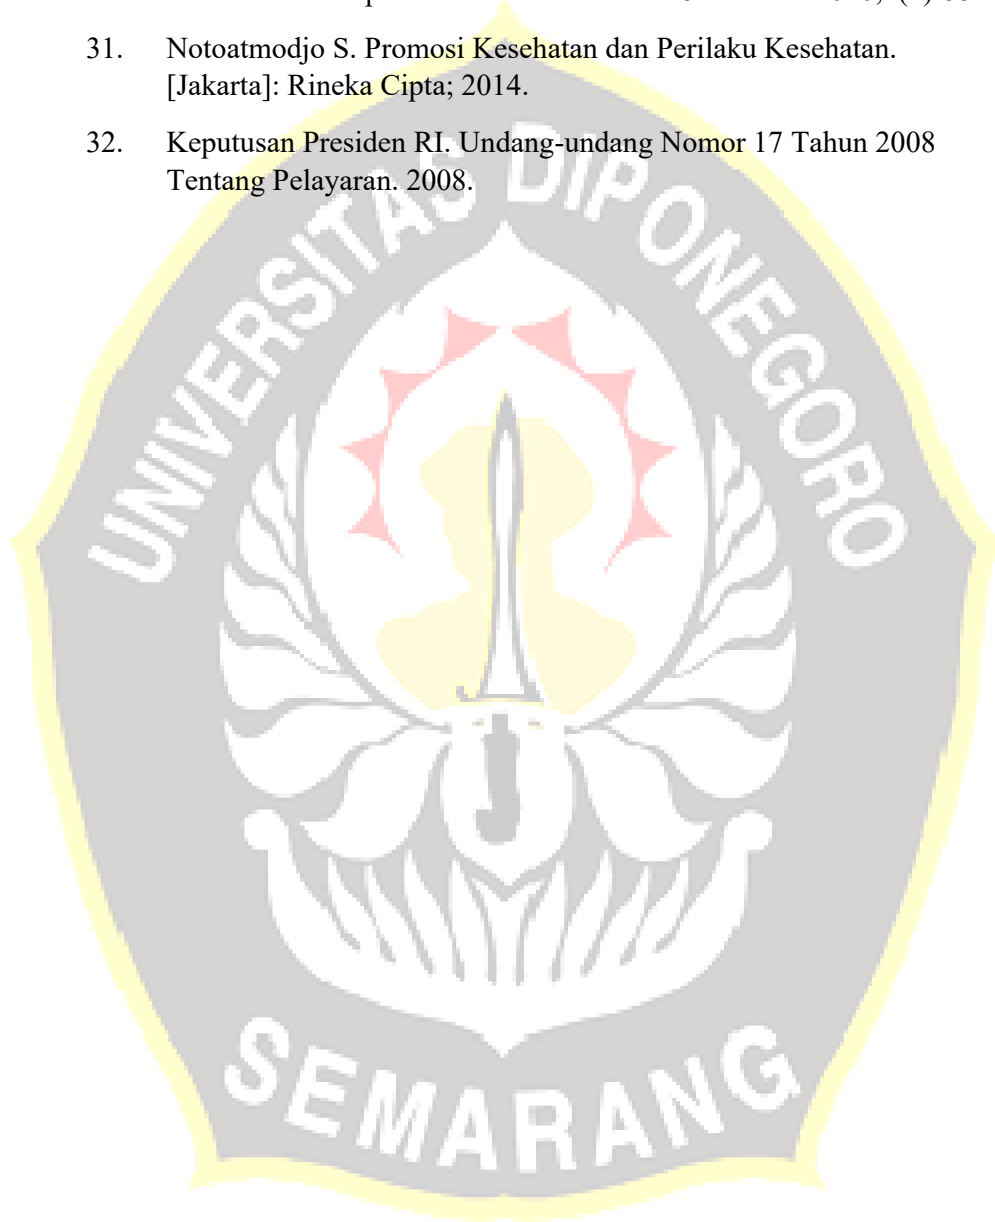 31. Notoatmodjo S. Promosi Kesehatan dan Perilaku Kesehatan.
[Jakarta]: Rineka Cipta; 2014.
32. Keputusan Presiden RI. Undang-undang Nomor 17 Tahun 2008
Tentang Pelayaran. 2008.
UNIVERSITAS DIPONEGORO
SEMARANG